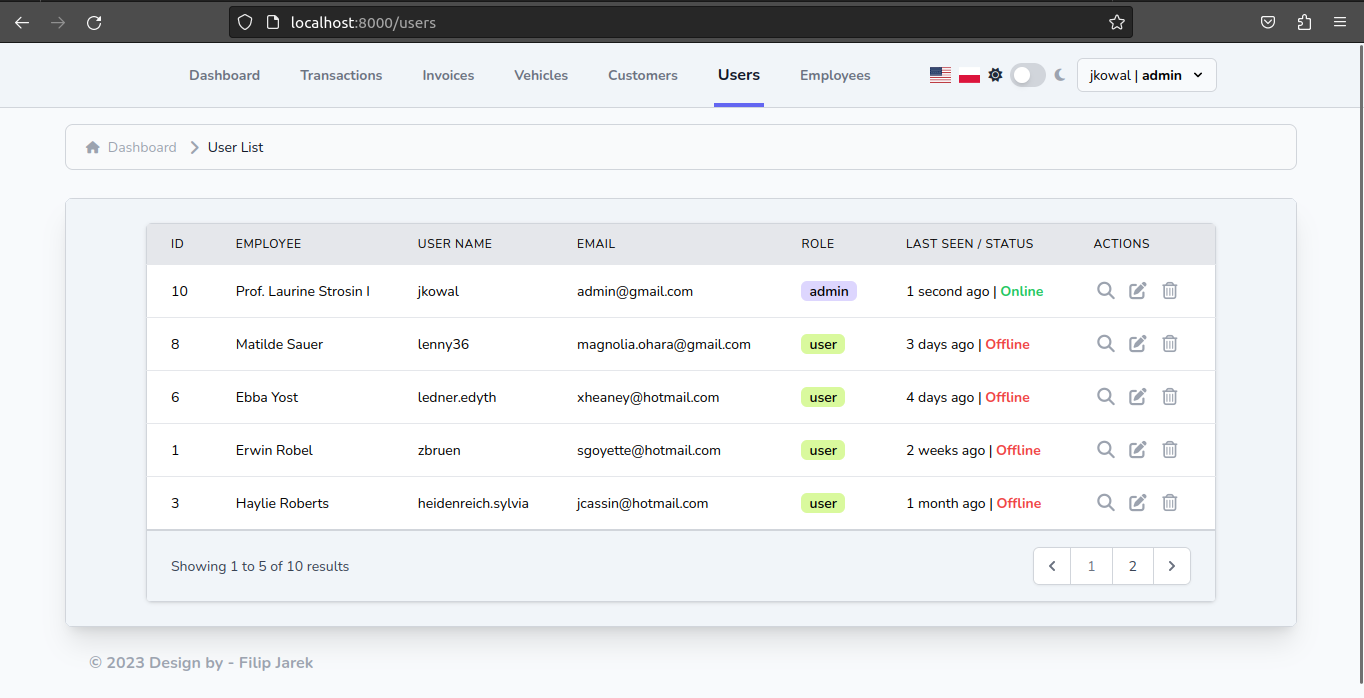 localhost:8000/users
Dashboard Transactions Invoices Vehicles Customers Users Employees jkowal | admin
Dashboard User List
ID EMPLOYEE USER NAME EMAIL ROLE LAST SEEN / STATUS ACTIONS
10 Prof. Laurine Strosin I jkowal admin@gmail.com admin 1 second ago | Online
8 Matilde Sauer lenny36 magnolia.ohara@gmail.com user 3 days ago | Offline
6 Ebba Yost ledner.edyth xheaney@hotmail.com user 4 days ago | Offline
1 Erwin Robel zbruen sgoyette@hotmail.com user 2 weeks ago | Offline
3 Haylie Roberts heidenreich.sylvia jcassin@hotmail.com user 1 month ago | Offline
Showing 1 to 5 of 10 results 1 2
© 2023 Design by - Filip Jarek